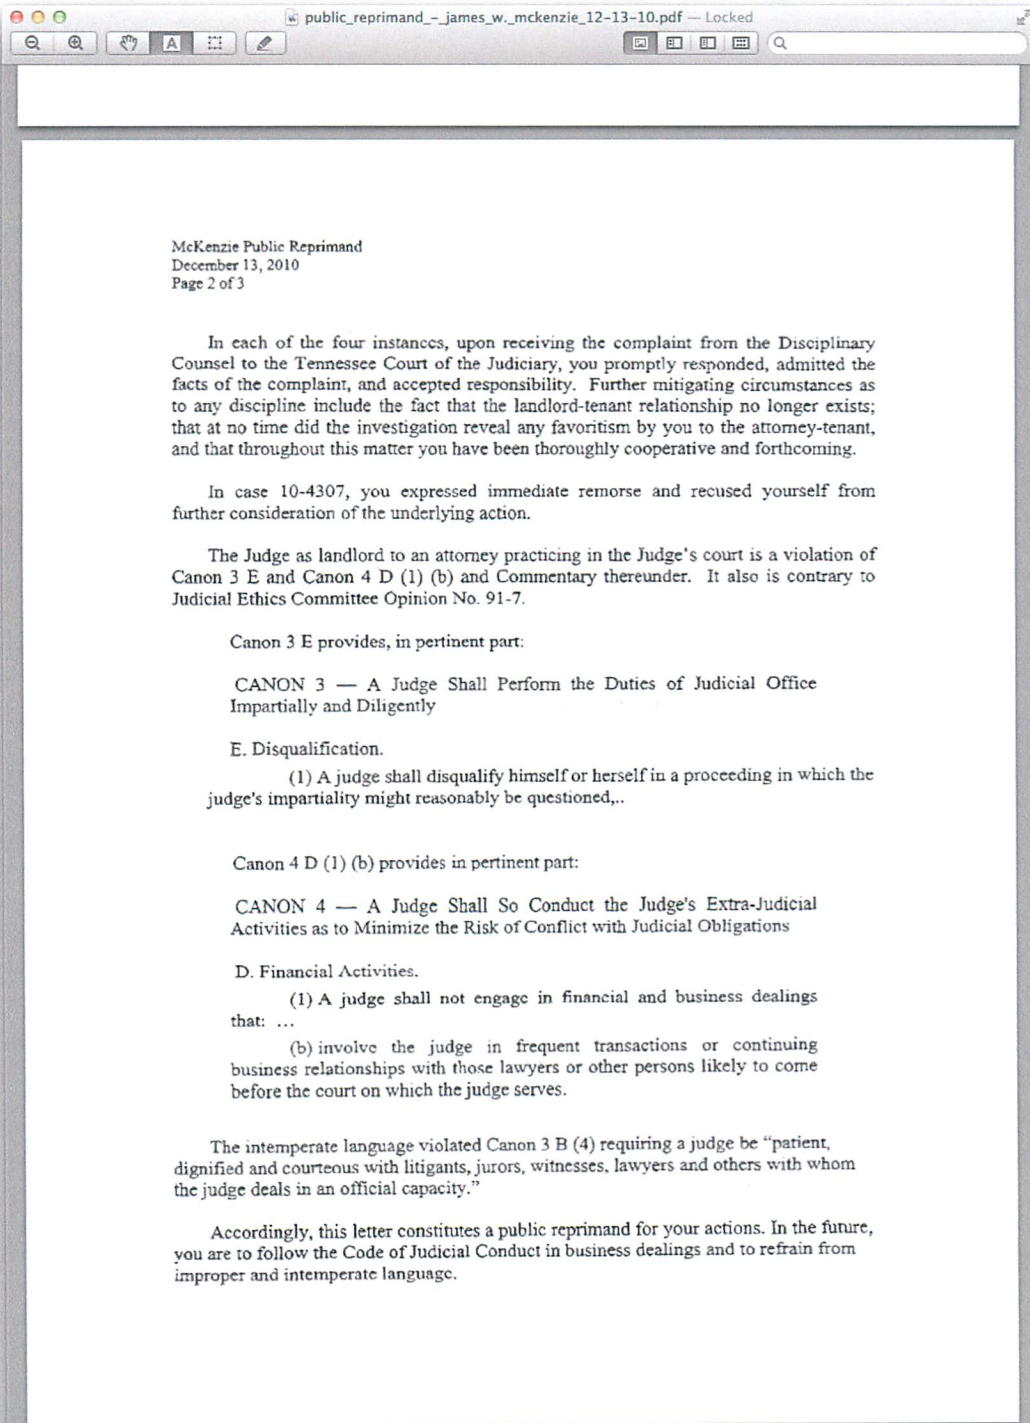 public_reprimand_-_james_w._mckenzie_12-13-10.pdf — Locked
McKenzie Public Reprimand
December 13, 2010
Page 2 of 3
In each of the four instances, upon receiving the complaint from the Disciplinary
Counsel to the Tennessee Court of the Judiciary, you promptly responded, admitted the
facts of the complaint, and accepted responsibility. Further mitigating circumstances as
to any discipline include the fact that the landlord-tenant relationship no longer exists;
that at no time did the investigation reveal any favoritism by you to the attorney-tenant,
and that throughout this matter you have been thoroughly cooperative and forthcoming.
In case 10-4307, you expressed immediate remorse and recused yourself from
further consideration of the underlying action.
The Judge as landlord to an attorney practicing in the Judge's court is a violation of
Canon 3 E and Canon 4 D (1) (b) and Commentary thereunder. It also is contrary to
Judicial Ethics Committee Opinion No. 91-7.
Canon 3 E provides, in pertinent part:
CANON 3 — A Judge Shall Perform the Duties of Judicial Office
Impartially and Diligently
E. Disqualification.
(1) A judge shall disqualify himself or herself in a proceeding in which the
judge's impartiality might reasonably be questioned,..
Canon 4 D (1) (b) provides in pertinent part:
CANON 4 — A Judge Shall So Conduct the Judge's Extra-Judicial
Activities as to Minimize the Risk of Conflict with Judicial Obligations
D. Financial Activities.
(1) A judge shall not engage in financial and business dealings
that: ...
(b) involve the judge in frequent transactions or continuing
business relationships with those lawyers or other persons likely to come
before the court on which the judge serves.
The intemperate language violated Canon 3 B (4) requiring a judge be “patient,
dignified and courteous with litigants, jurors, witnesses, lawyers and others with whom
the judge deals in an official capacity.”
Accordingly, this letter constitutes a public reprimand for your actions. In the future,
you are to follow the Code of Judicial Conduct in business dealings and to refrain from
improper and intemperate language.